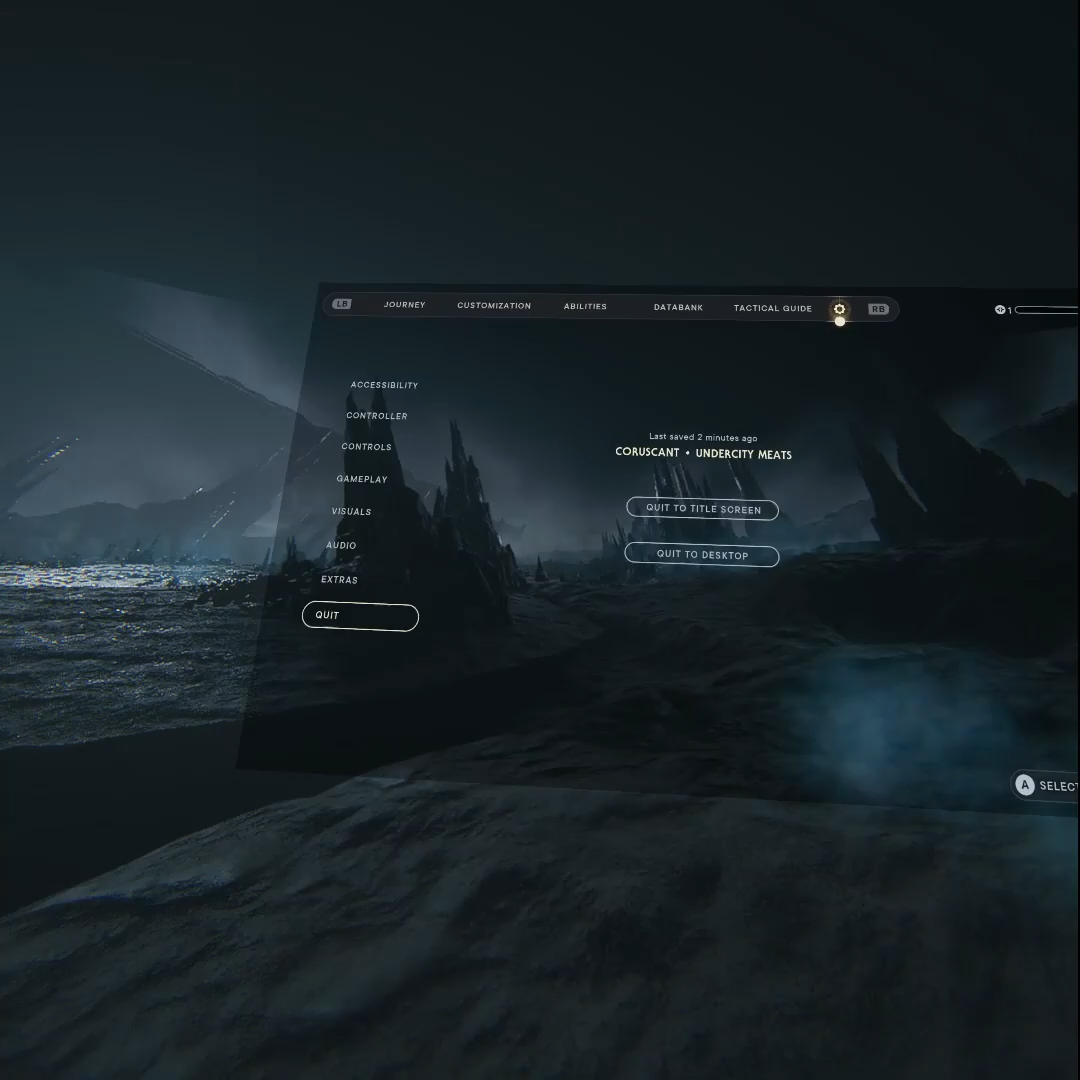 LB JOURNEY CUSTOMIZATION ABILITIES DATABANK TACTICAL GUIDE RB 1
ACCESSIBILITY
CONTROLLER
CONTROLS
GAMEPLAY
VISUALS
AUDIO
EXTRAS
QUIT
Last saved 2 minutes ago
CORUSCANT • UNDERCITY MEATS
QUIT TO TITLE SCREEN
QUIT TO DESKTOP
A SELECT